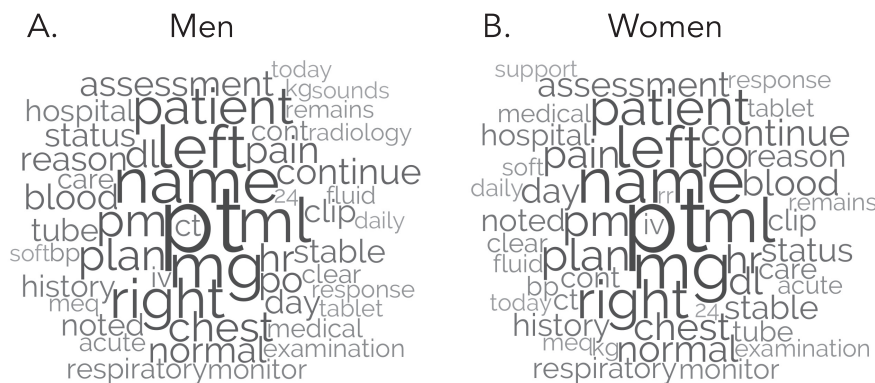 A. Men
today
assessment kg sounds
hospital patient remains
status left cont radiology
reason dl pain
care name continue
blood 24 fluid
tube pm ct pt ml clip daily
soft bp plan mg hr stable
iv po clear
history right day response
meq tablet
noted chest medical
acute normal examination
respiratory monitor
B. Women
support
assessment response
medical patient tablet
hospital left continue
soft pain po reason
daily day name rr blood
remains
noted pm iv pt ml clip
clear plan mg hr status
fluid bp cont dl care
today ct right acute
24 stable
history chest tube
meq kg normal examination
respiratory monitor